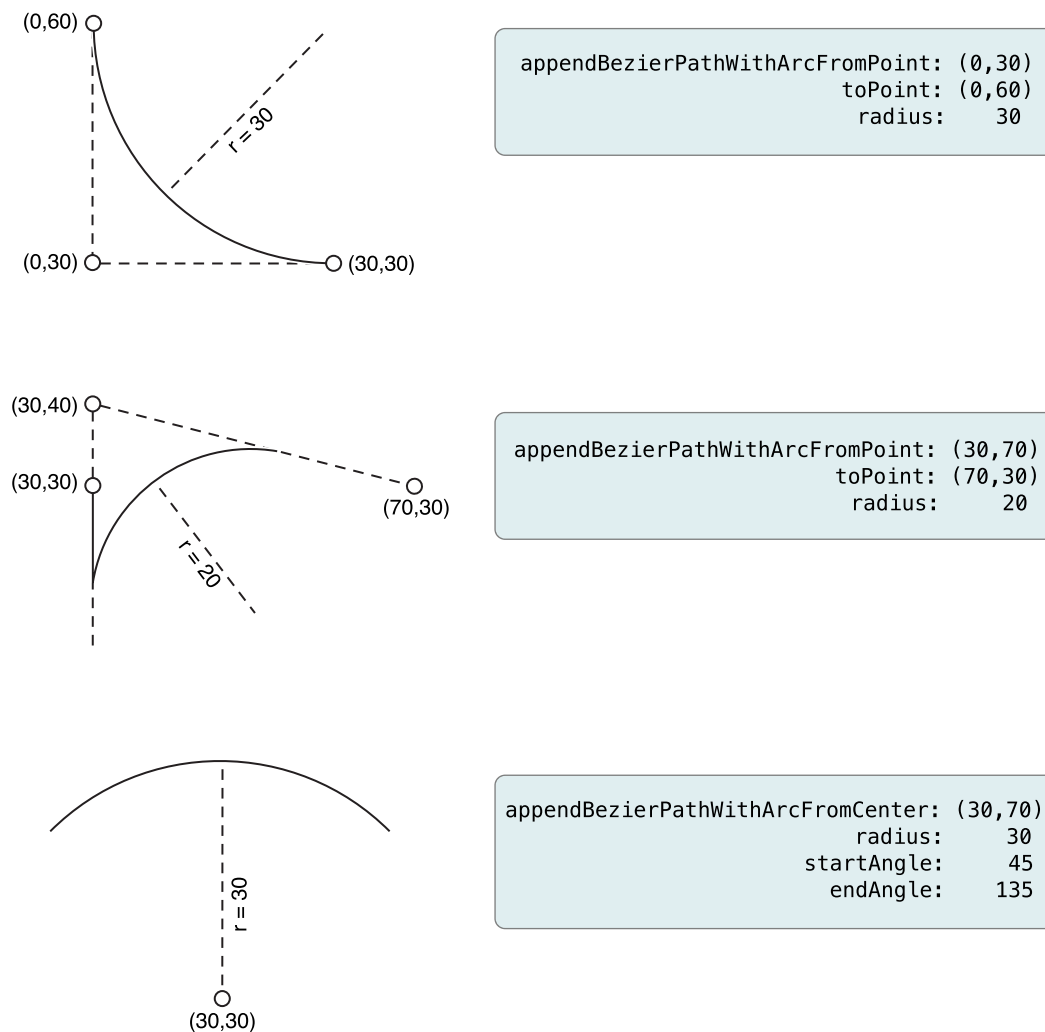 (0,60)
r = 30
(0,30)
(30,30)
appendBezierPathWithArcFromPoint: (0,30)
toPoint: (0,60)
radius: 30
(30,40)
(30,30)
(70,30)
r = 20
appendBezierPathWithArcFromPoint: (30,70)
toPoint: (70,30)
radius: 20
r = 30
(30,30)
appendBezierPathWithArcFromCenter: (30,70)
radius: 30
startAngle: 45
endAngle: 135